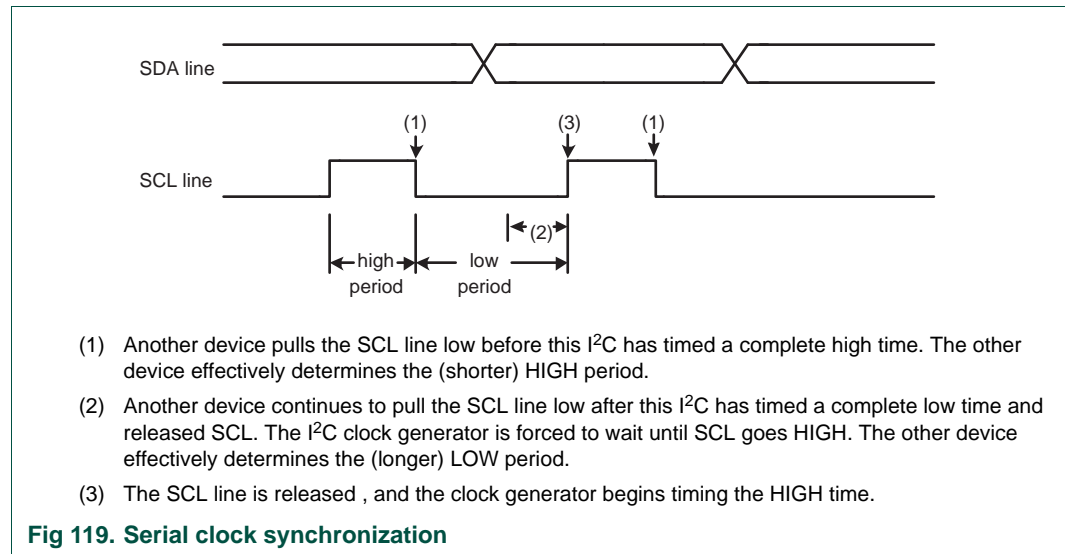 SDA line
(1) (3) (1)
SCL line
(2)
high low
period period
(1) Another device pulls the SCL line low before this I²C has timed a complete high time. The other
device effectively determines the (shorter) HIGH period.
(2) Another device continues to pull the SCL line low after this I²C has timed a complete low time and
released SCL. The I²C clock generator is forced to wait until SCL goes HIGH. The other device
effectively determines the (longer) LOW period.
(3) The SCL line is released , and the clock generator begins timing the HIGH time.
Fig 119. Serial clock synchronization